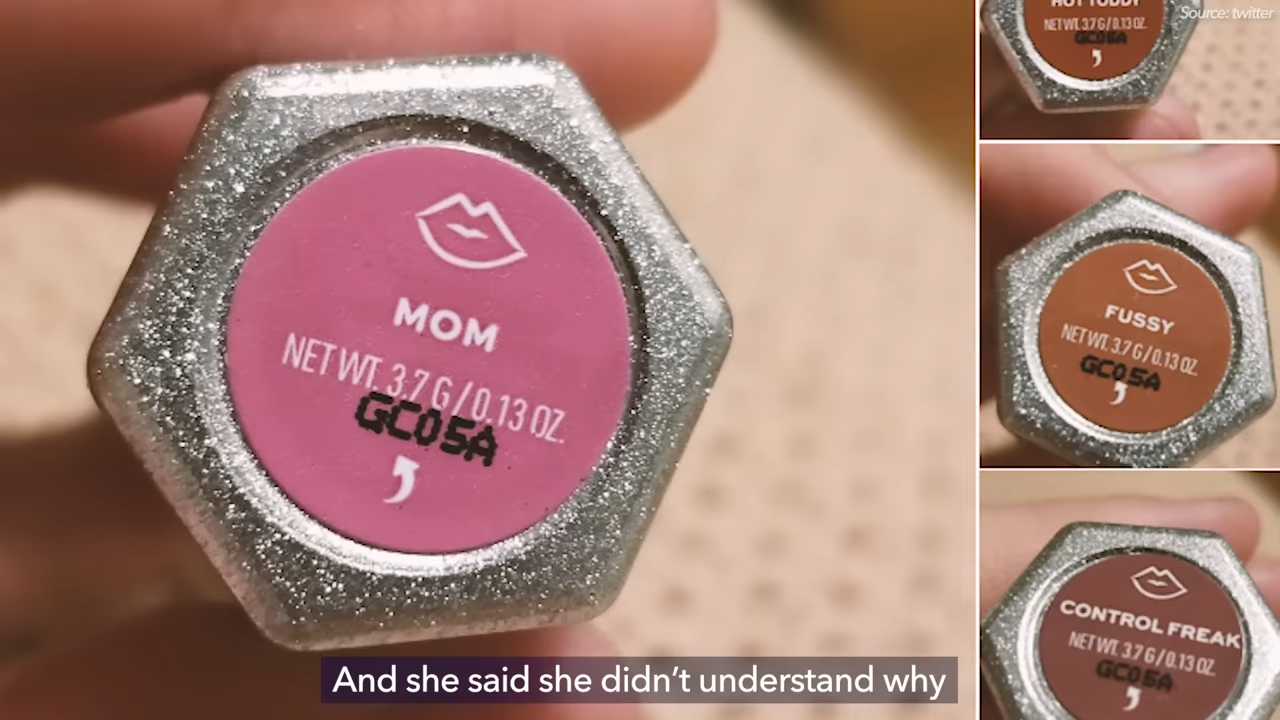 MOM
NET WT. 3.7 G / 0.13 OZ.
GC05A
Source: twitter
HOT TODDY
NET WT. 3.7 G / 0.13 OZ.
GC05A
FUSSY
NET WT. 3.7 G / 0.13 OZ.
GC05A
CONTROL FREAK
NET WT. 3.7 G / 0.13 OZ.
GC05A
And she said she didn't understand why